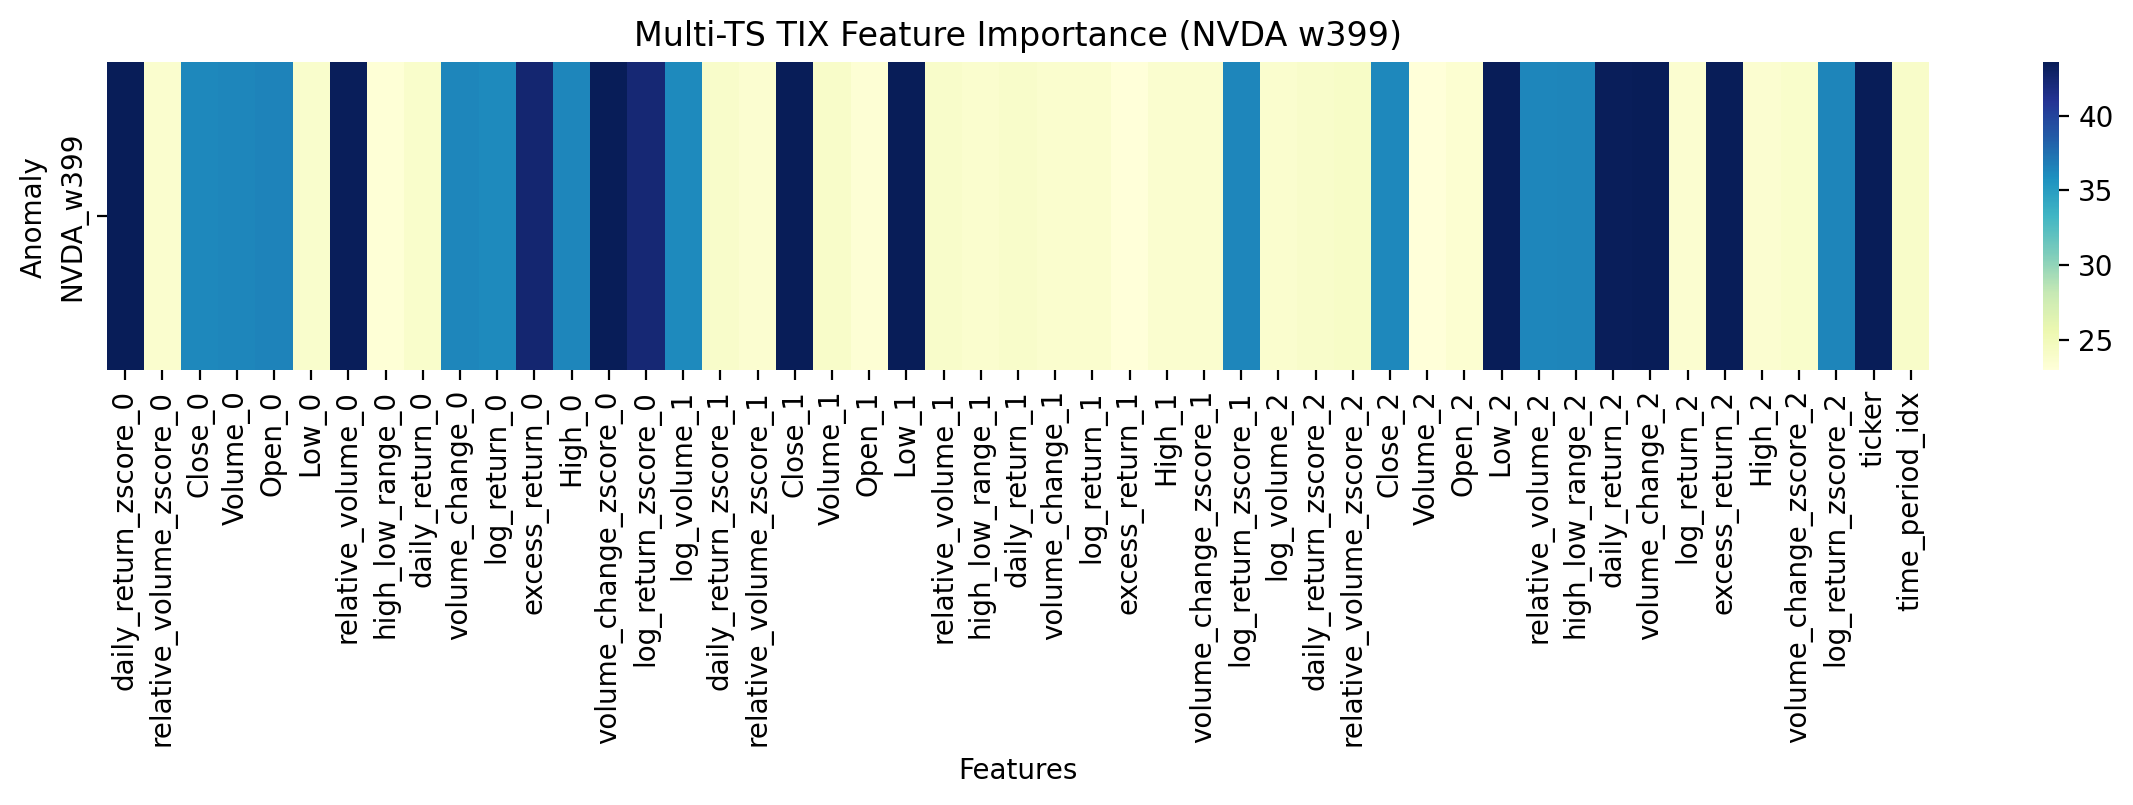 Multi-TS TIX Feature Importance (NVDA w399)
Anomaly
NVDA_w399
40
35
30
25
daily_return_zscore_0
relative_volume_zscore_0
Close_0
Volume_0
Open_0
Low_0
relative_volume_0
high_low_range_0
daily_return_0
volume_change_0
log_return_0
excess_return_0
High_0
volume_change_zscore_0
log_return_zscore_0
log_volume_1
daily_return_zscore_1
relative_volume_zscore_1
Close_1
Volume_1
Open_1
Low_1
relative_volume_1
high_low_range_1
daily_return_1
volume_change_1
log_return_1
excess_return_1
High_1
volume_change_zscore_1
log_return_zscore_1
log_volume_2
daily_return_zscore_2
relative_volume_zscore_2
Close_2
Volume_2
Open_2
Low_2
relative_volume_2
high_low_range_2
daily_return_2
volume_change_2
log_return_2
excess_return_2
High_2
volume_change_zscore_2
log_return_zscore_2
ticker
time_period_idx
Features